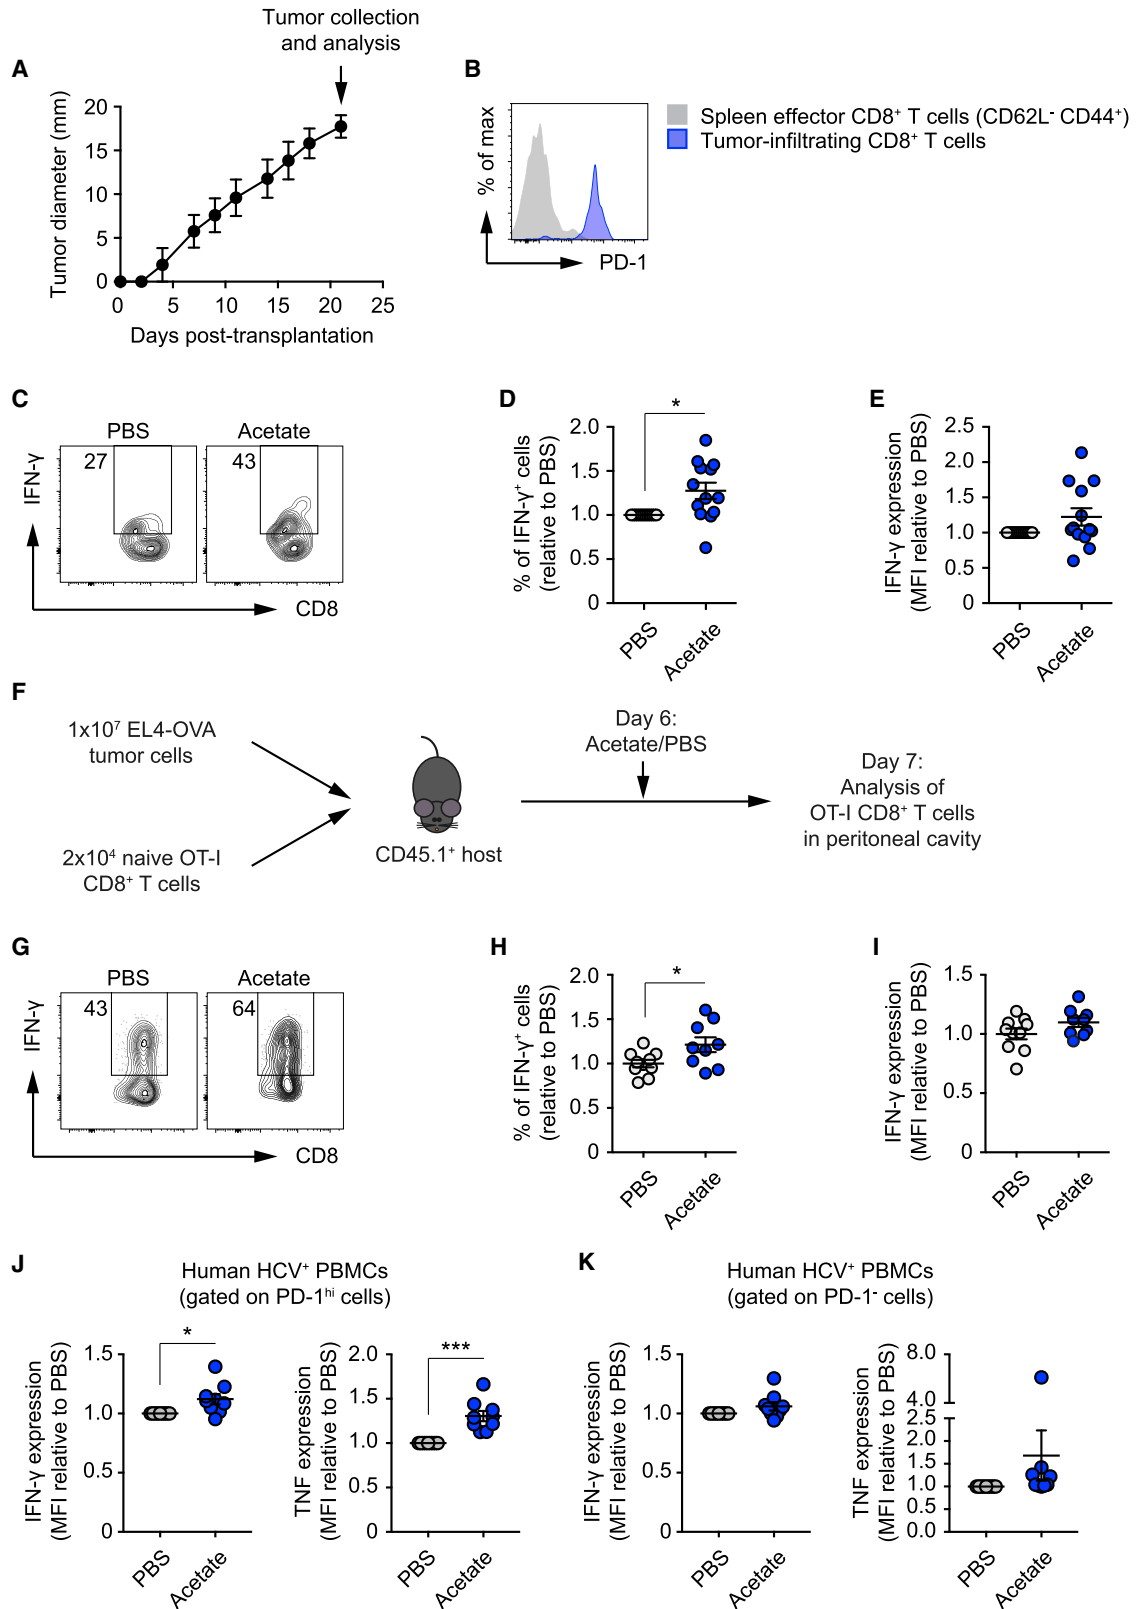 Tumor collection
and analysis
A
Tumor diameter (mm)
20
15
10
5
0
0 5 10 15 20 25
Days post-transplantation
B
% of max
PD-1
Spleen effector CD8⁺ T cells (CD62L⁻ CD44⁺)
Tumor-infiltrating CD8⁺ T cells
C
PBS Acetate
27 43
IFN-γ
CD8
D
% of IFN-γ⁺ cells
(relative to PBS)
2.0
1.5
1.0
0.5
0
*
PBS Acetate
E
IFN-γ expression
(MFI relative to PBS)
2.5
2.0
1.5
1.0
0.5
0
PBS Acetate
F
1x10⁷ EL4-OVA
tumor cells
2x10⁴ naive OT-I
CD8⁺ T cells
CD45.1⁺ host
Day 6:
Acetate/PBS
Day 7:
Analysis of
OT-I CD8⁺ T cells
in peritoneal cavity
G
PBS Acetate
43 64
IFN-γ
CD8
H
% of IFN-γ⁺ cells
(relative to PBS)
2.0
1.5
1.0
0.5
0
*
PBS Acetate
I
IFN-γ expression
(MFI relative to PBS)
1.5
1.0
0.5
0
PBS Acetate
J
Human HCV⁺ PBMCs
(gated on PD-1ʰⁱ cells)
IFN-γ expression
(MFI relative to PBS)
1.5
1.0
0.5
0
*
PBS Acetate
TNF expression
(MFI relative to PBS)
2.0
1.5
1.0
0.5
0
***
PBS Acetate
K
Human HCV⁺ PBMCs
(gated on PD-1⁻ cells)
IFN-γ expression
(MFI relative to PBS)
1.5
1.0
0.5
0
PBS Acetate
TNF expression
(MFI relative to PBS)
8.0
4.0
2.5
2.0
1.5
1.0
0.5
0.0
PBS Acetate